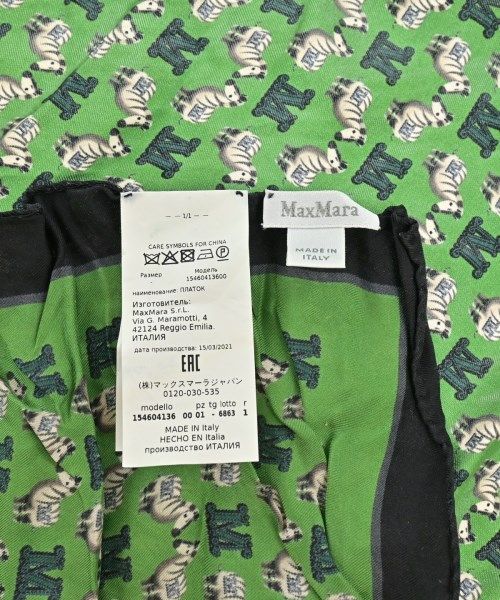 — 1/1 —
CARE SYMBOLS FOR CHINA
Размер
-
Модель
15460413600
наименование: ПЛАТОК
Изготовитель:
MaxMara S.r.L.
Via G. Maramotti, 4
42124 Reggio Emilia.
ИТАЛИЯ
дата производства: 15/03/2021
EAC
(株)マックスマーラジャパン
0120-030-535
modello pz tg lotto r
154604136 00 01 - 6863 1
MADE IN Italy
HECHO EN Italia
производство ИТАЛИЯ
MaxMara
MADE IN
ITALY